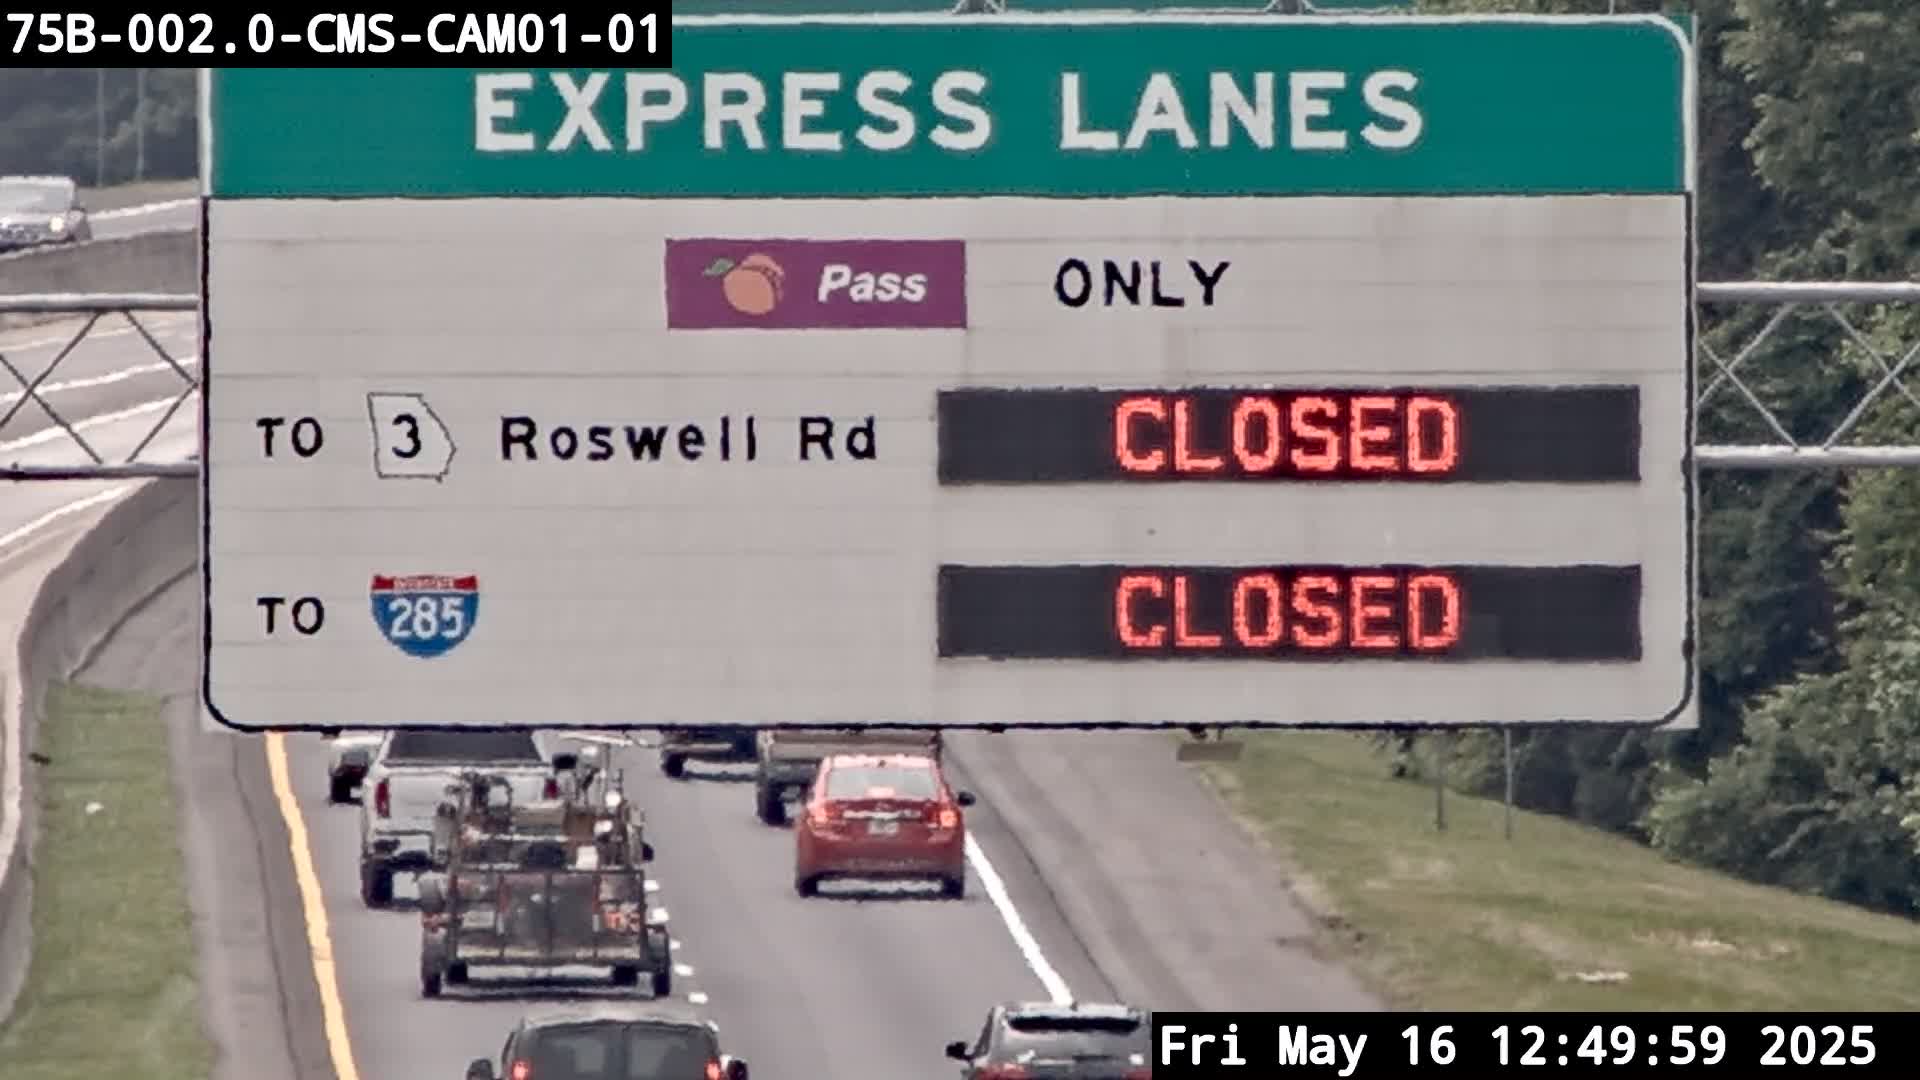 75B-002.0-CMS-CAM01-01
EXPRESS LANES
Pass ONLY
TO 3 Roswell Rd CLOSED
TO 285 CLOSED
Fri May 16 12:49:59 2025